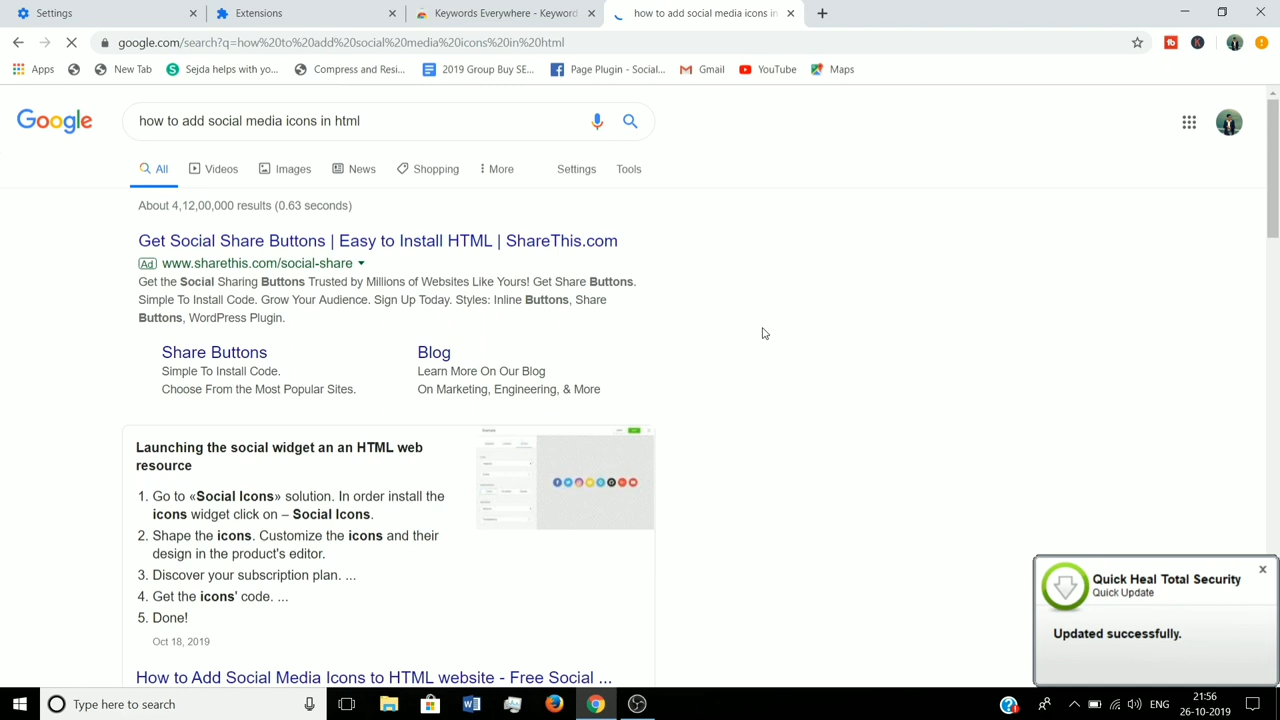 Settings
Extensions
Keywords Everywhere - Keyword
how to add social media icons in
google.com/search?q=how%20to%20add%20social%20media%20icons%20in%20html
Apps
New Tab
Sejda helps with yo...
Compress and Resi...
2019 Group Buy SE...
Page Plugin - Social...
Gmail
YouTube
Maps
Google
how to add social media icons in html
All
Videos
Images
News
Shopping
More
Settings
Tools
About 4,12,00,000 results (0.63 seconds)
Get Social Share Buttons | Easy to Install HTML | ShareThis.com
Ad www.sharethis.com/social-share
Get the Social Sharing Buttons Trusted by Millions of Websites Like Yours! Get Share Buttons.
Simple To Install Code. Grow Your Audience. Sign Up Today. Styles: Inline Buttons, Share
Buttons, WordPress Plugin.
Share Buttons
Simple To Install Code.
Choose From the Most Popular Sites.
Blog
Learn More On Our Blog
On Marketing, Engineering, & More
Launching the social widget an an HTML web
resource
1. Go to «Social Icons» solution. In order install the
icons widget click on – Social Icons.
2. Shape the icons. Customize the icons and their
design in the product's editor.
3. Discover your subscription plan. ...
4. Get the icons' code. ...
5. Done!
Oct 18, 2019
How to Add Social Media Icons to HTML website - Free Social ...
Quick Heal Total Security
Quick Update
Updated successfully.
Type here to search
ENG
21:56
26-10-2019